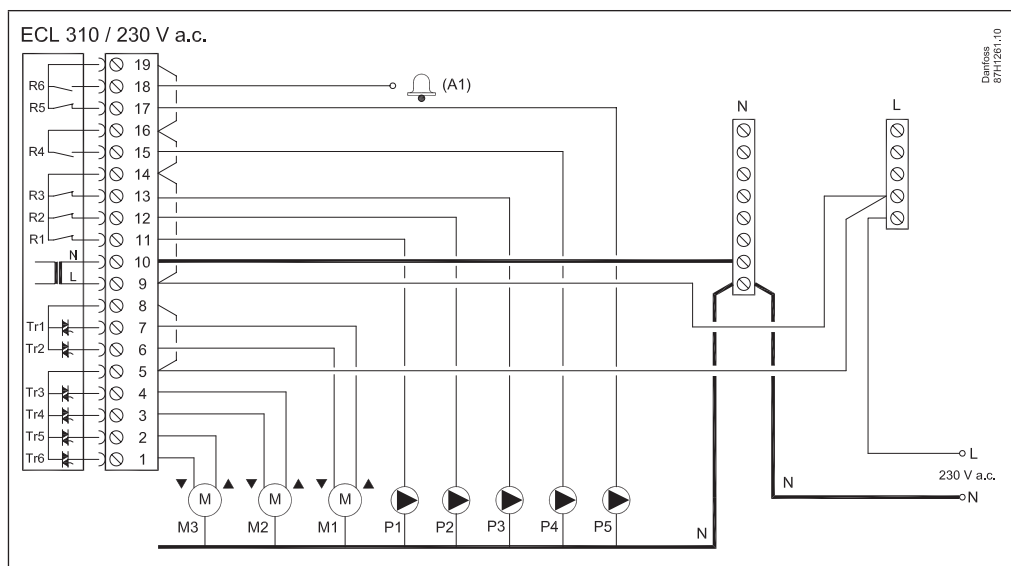 ECL 310 / 230 V a.c.
Danfoss
87H1261.10
19
R6 18 (A1)
R5 17
16
R4 15
14
R3 13
R2 12
R1 11
N 10
L 9
8
Tr1 7
Tr2 6
5
Tr3 4
Tr4 3
Tr5 2
Tr6 1
N
L
L
230 V a.c.
N
N
M M M
M3 M2 M1 P1 P2 P3 P4 P5
N